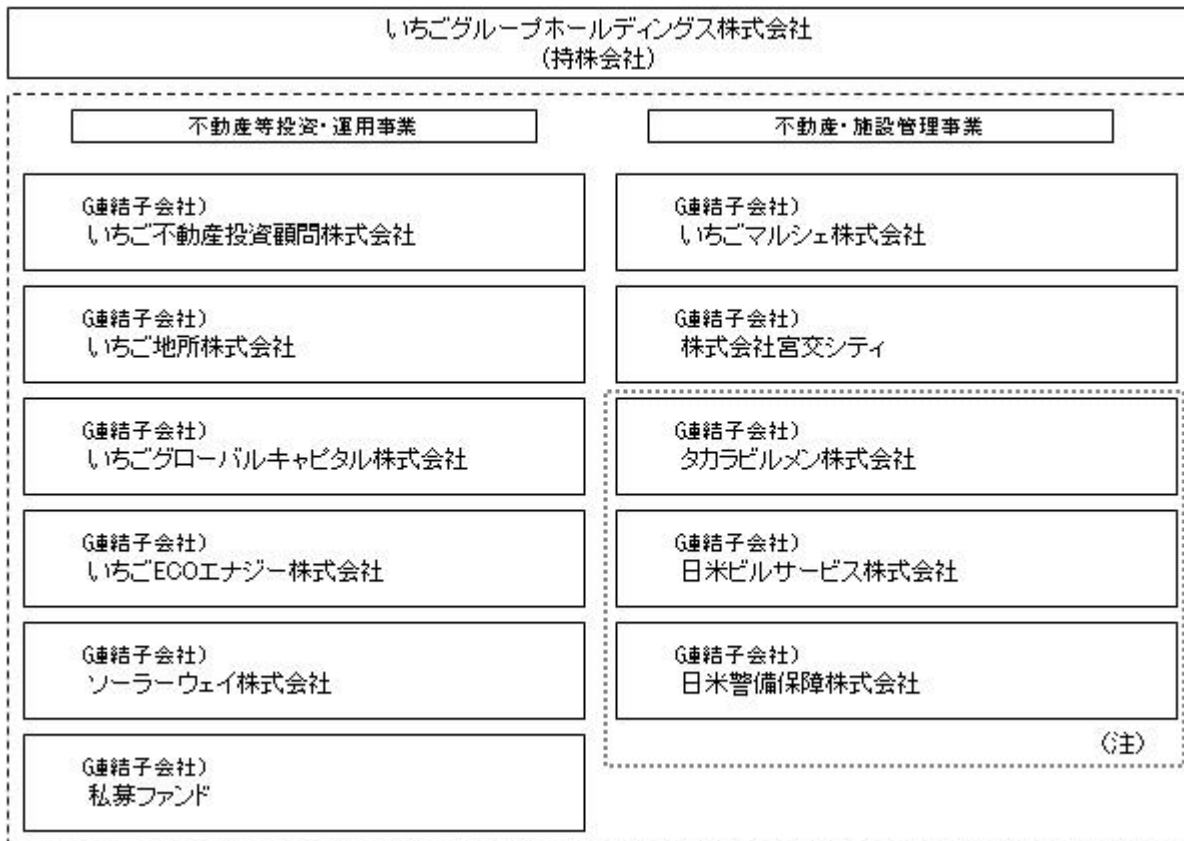 いちごグループホールディングス株式会社
(持株会社)
不動産等投資・運用事業
(連結子会社)
いちご不動産投資顧問株式会社
(連結子会社)
いちご地所株式会社
(連結子会社)
いちごグローバルキャピタル株式会社
(連結子会社)
いちごECOエナジー株式会社
(連結子会社)
ソーラーウェイ株式会社
(連結子会社)
私募ファンド
不動産・施設管理事業
(連結子会社)
いちごマルシェ株式会社
(連結子会社)
株式会社宮交シティ
(連結子会社)
タカラビルメン株式会社
(連結子会社)
日米ビルサービス株式会社
(連結子会社)
日米警備保障株式会社
(注)